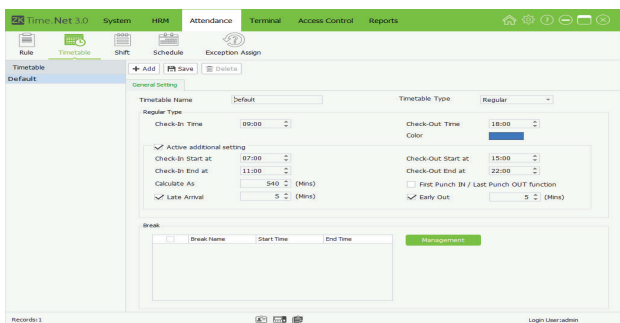 ZK Time.Net 3.0 System HRM Attendance Terminal Access Control Reports
Rule Timetable Shift Schedule Exception Assign
Timetable
Default
+ Add Save Delete
General Setting
Timetable Name Default Timetable Type Regular
Regular Type
Check-In Time 09:00 Check-Out Time 18:00
Color
Active additional setting
Check-In Start at 07:00 Check-Out Start at 15:00
Check-In End at 11:00 Check-Out End at 22:00
Calculate As 540 (Mins) First Punch IN / Last Punch OUT function
Late Arrival 5 (Mins) Early Out 5 (Mins)
Break
Break Name Start Time End Time Management
Records:1 Login User:admin